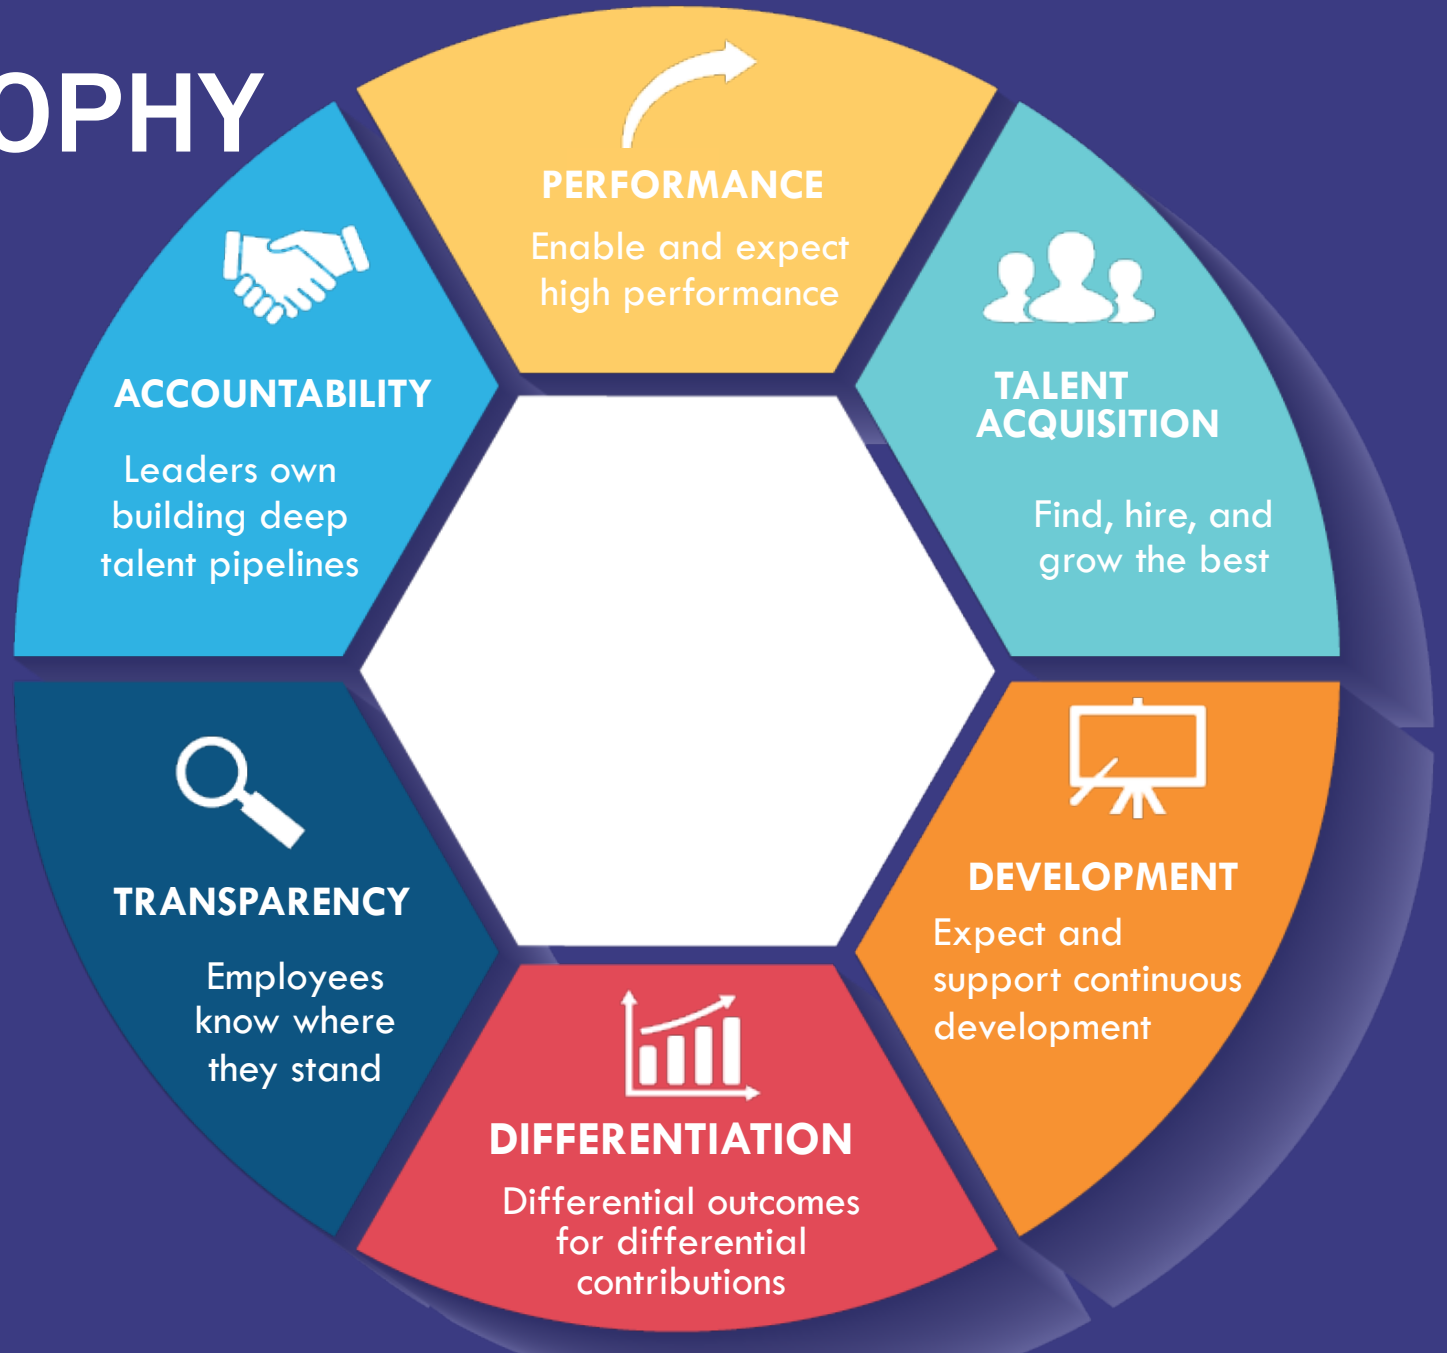 OPHY
PERFORMANCE
Enable and expect
high performance
TALENT
ACQUISITION
Find, hire, and
grow the best
DEVELOPMENT
Expect and
support continuous
development
DIFFERENTIATION
Differential outcomes
for differential
contributions
TRANSPARENCY
Employees
know where
they stand
ACCOUNTABILITY
Leaders own
building deep
talent pipelines